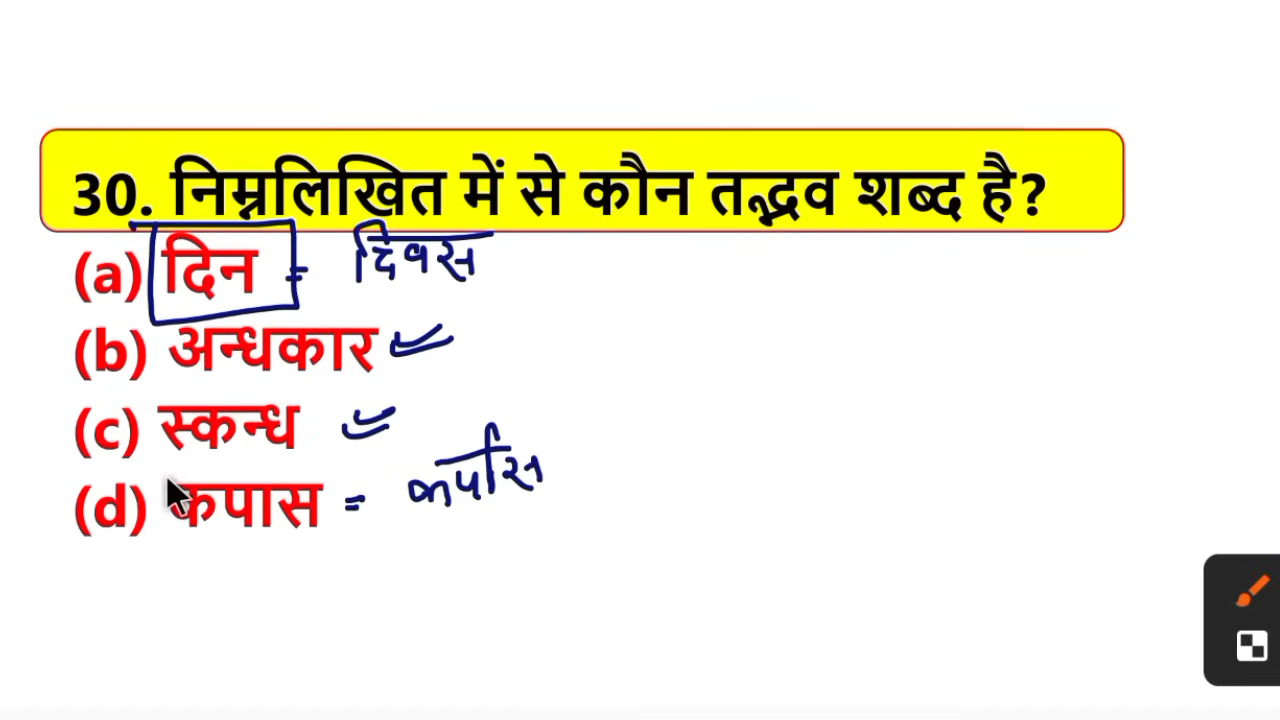 30. निम्नलिखित में से कौन तद्भव शब्द है?
(a) दिन = दिवस
(b) अन्धकार
(c) स्कन्ध
(d) कपास = कर्पास